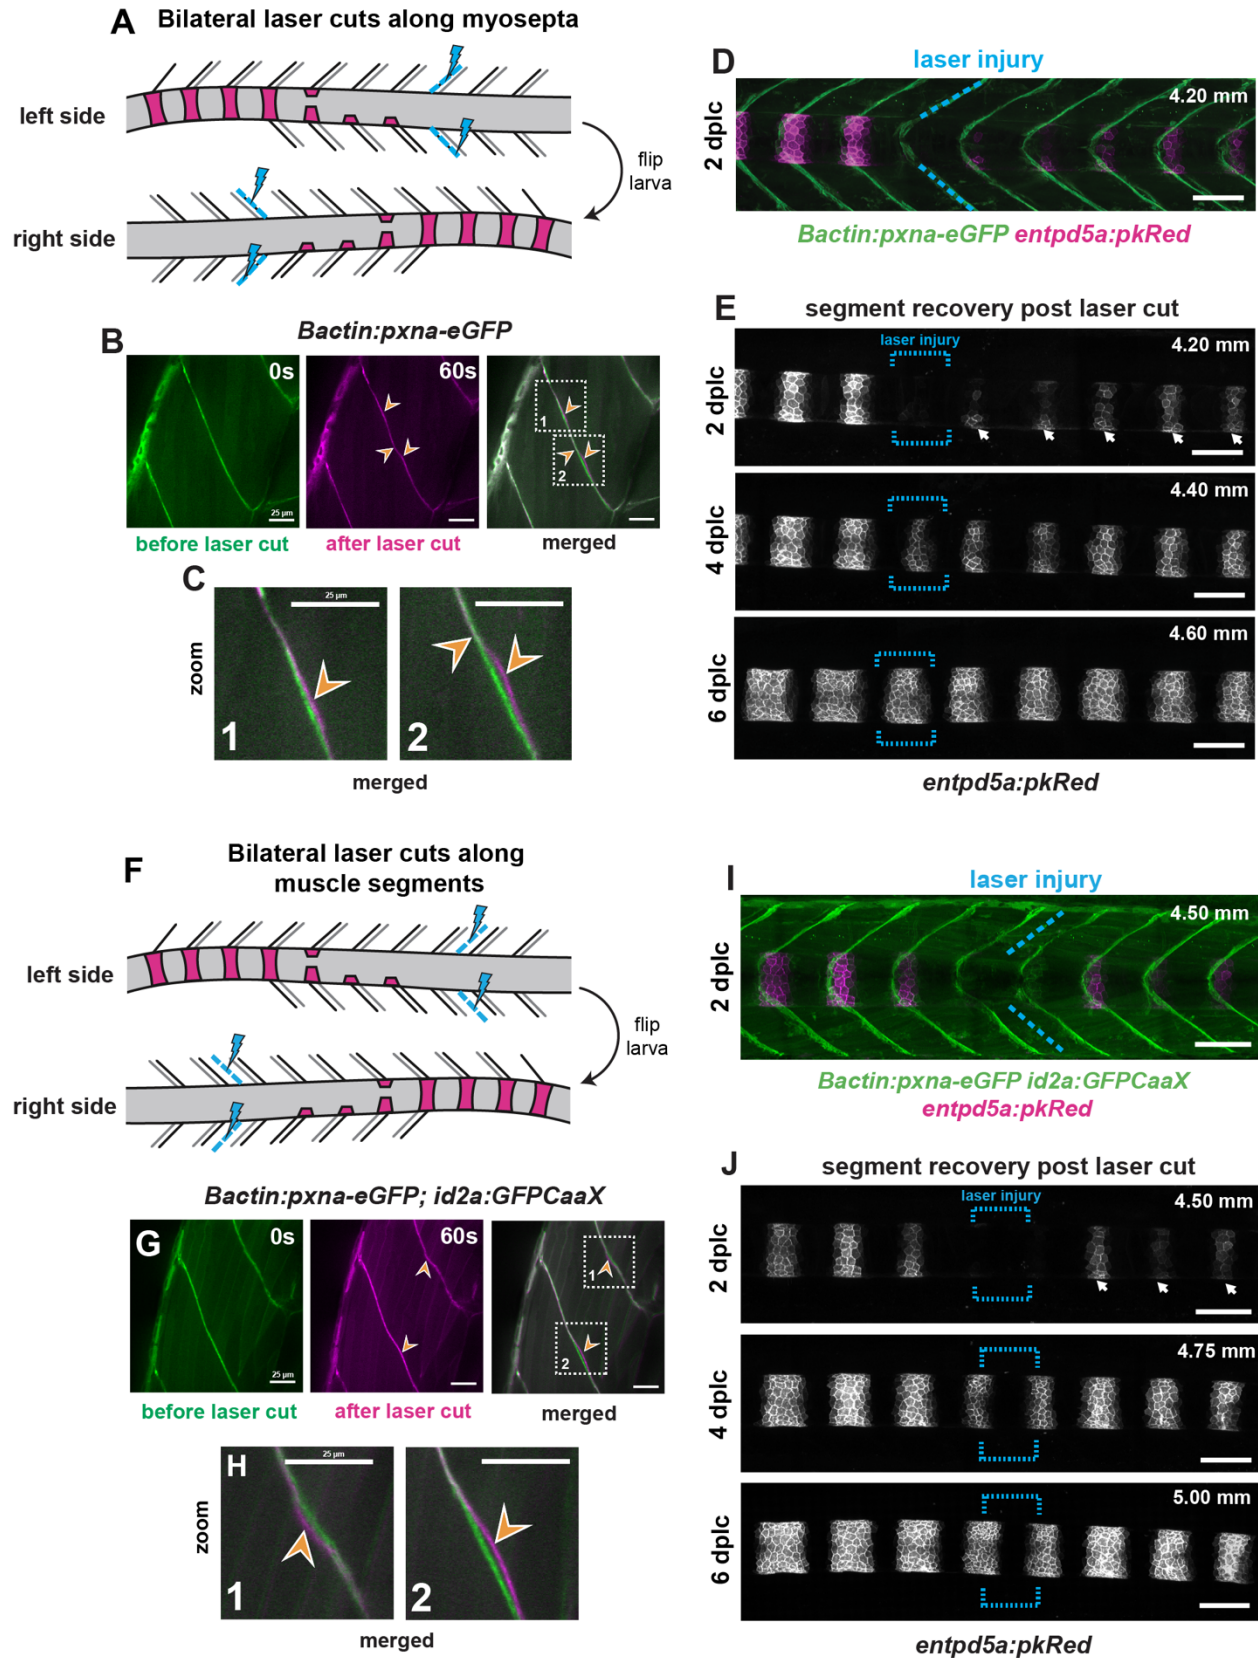 A
Bilateral laser cuts along myosepta
left side
flip
larva
right side
B
Bactin:pxna-eGFP
0s
60s
1
2
25 µm
before laser cut
after laser cut
merged
C
zoom
25 µm
1
2
merged
D
laser injury
2 dplc
4.20 mm
Bactin:pxna-eGFP entpd5a:pkRed
E
segment recovery post laser cut
laser injury
2 dplc
4.20 mm
4 dplc
4.40 mm
6 dplc
4.60 mm
entpd5a:pkRed
F
Bilateral laser cuts along
muscle segments
left side
flip
larva
right side
Bactin:pxna-eGFP; id2a:GFPCaaX
G
0s
60s
1
2
25 µm
before laser cut
after laser cut
merged
H
zoom
25 µm
1
2
merged
I
laser injury
2 dplc
4.50 mm
Bactin:pxna-eGFP id2a:GFPCaaX
entpd5a:pkRed
J
segment recovery post laser cut
laser injury
2 dplc
4.50 mm
4 dplc
4.75 mm
6 dplc
5.00 mm
entpd5a:pkRed